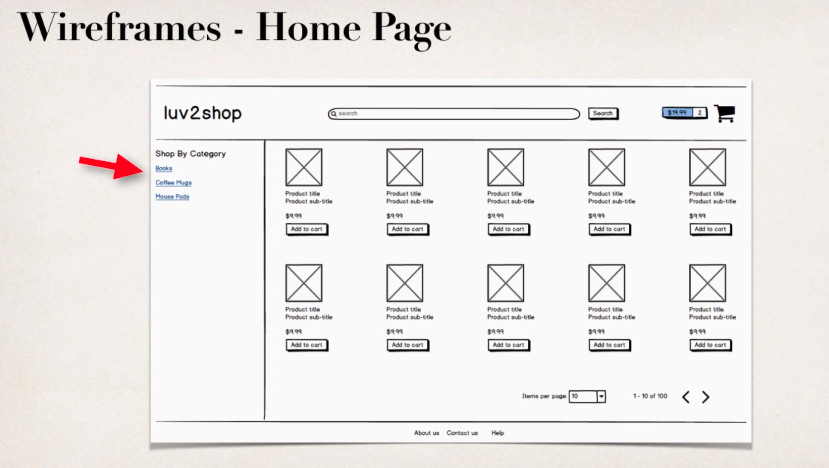 Wireframes - Home Page
luv2shop
search
Search
$19.99 2
Shop By Category
Books
Coffee Mugs
Mouse Pads
Product title Product title Product title Product title Product title
Product sub-title Product sub-title Product sub-title Product sub-title Product sub-title
$9.99 $9.99 $9.99 $9.99 $9.99
Add to cart Add to cart Add to cart Add to cart Add to cart
Product title Product title Product title Product title Product title
Product sub-title Product sub-title Product sub-title Product sub-title Product sub-title
$9.99 $9.99 $9.99 $9.99 $9.99
Add to cart Add to cart Add to cart Add to cart Add to cart
Items per page 10 1 - 10 of 100
About us Contact us Help